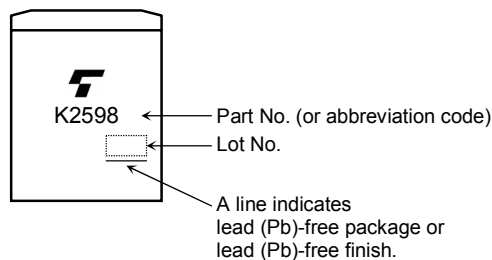 K2598
Part No. (or abbreviation code)
Lot No.
A line indicates
lead (Pb)-free package or
lead (Pb)-free finish.